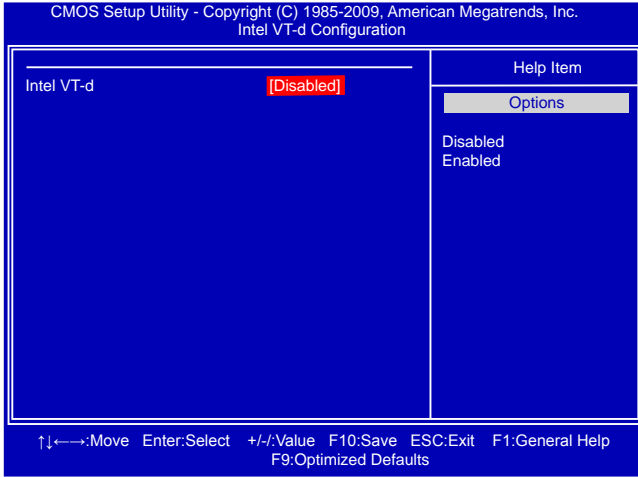 CMOS Setup Utility - Copyright (C) 1985-2009, American Megatrends, Inc.
Intel VT-d Configuration
Intel VT-d [Disabled]
Help Item
Options
Disabled
Enabled
↑↓←→:Move Enter:Select +/-/:Value F10:Save ESC:Exit F1:General Help
F9:Optimized Defaults